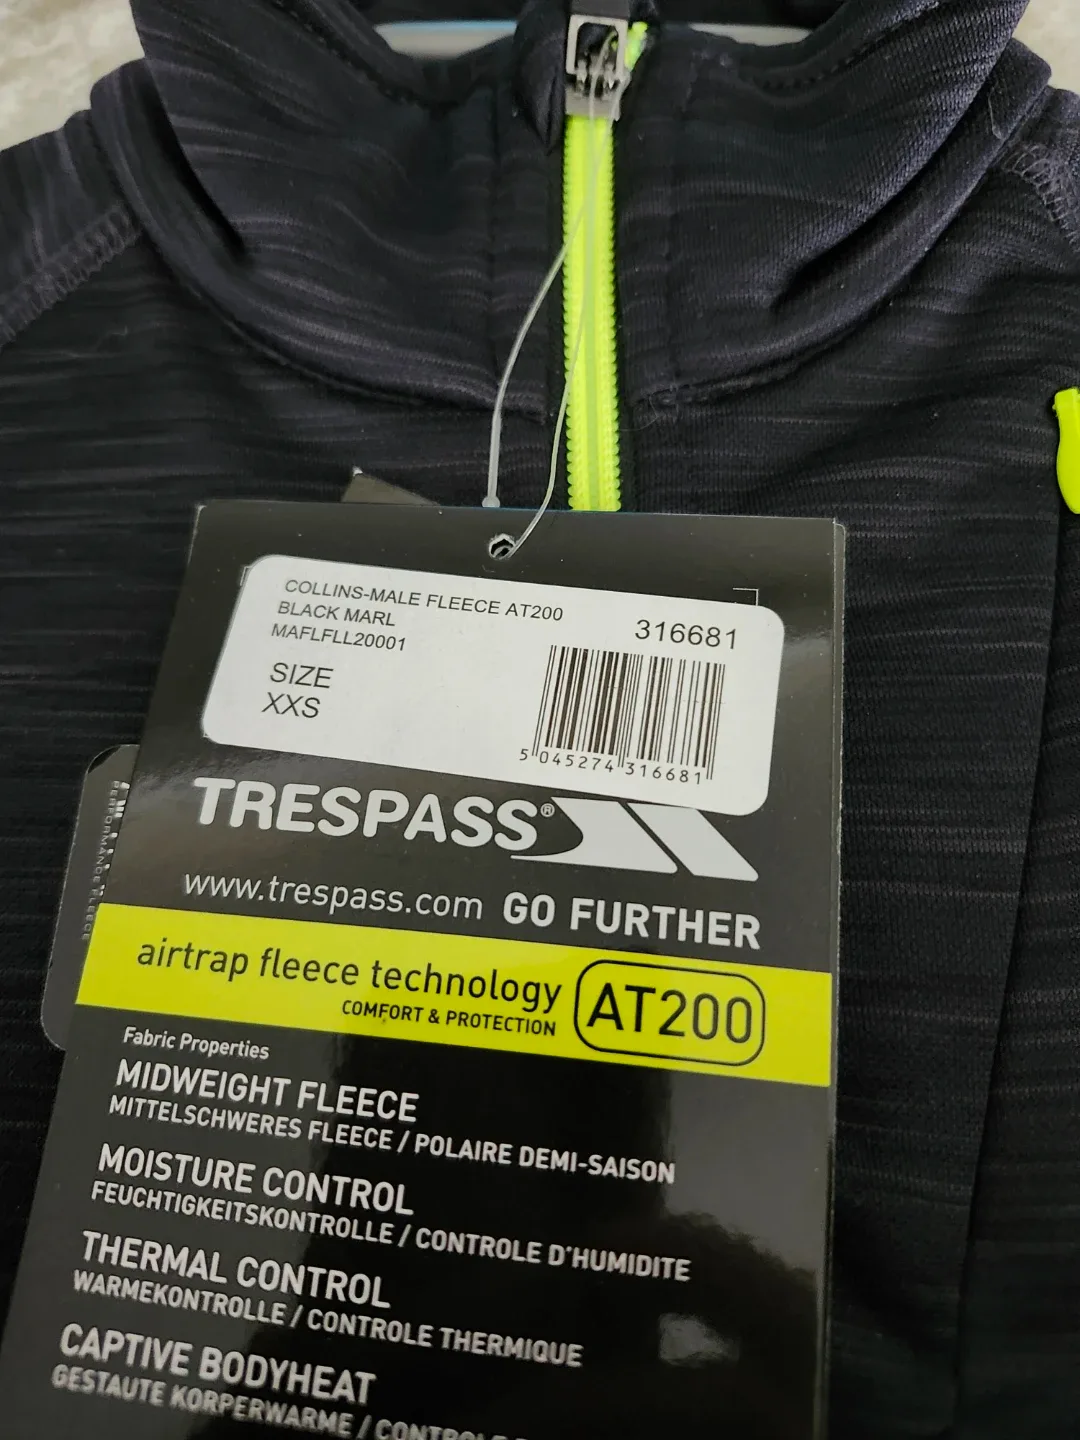 COLLINS-MALE FLEECE AT200
BLACK MARL
MAFLFLL20001
316681
SIZE
XXS
5 045274 316681
TRESPASS®
www.trespass.com GO FURTHER
airtrap fleece technology
COMFORT & PROTECTION
AT200
Fabric Properties
MIDWEIGHT FLEECE
MITTELSCHWERES FLEECE / POLAIRE DEMI-SAISON
MOISTURE CONTROL
FEUCHTIGKEITSKONTROLLE / CONTROLE D'HUMIDITE
THERMAL CONTROL
WARMEKONTROLLE / CONTROLE THERMIQUE
CAPTIVE BODYHEAT
GESTAUTE KORPERWARME /
PERFORMANCE FLEECE